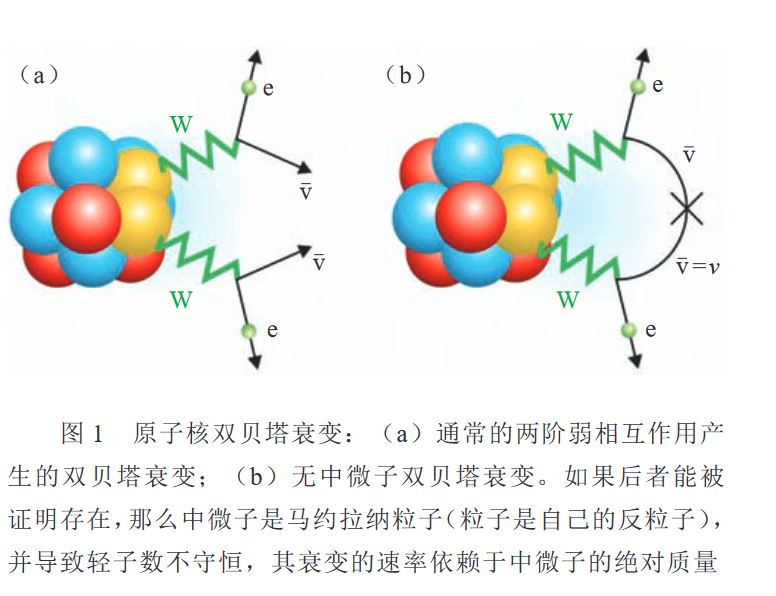 (a)
(b)
e
e
W
W
ν̄
ν̄
ν̄
ν̄=ν
W
W
e
e
图 1 原子核双贝塔衰变：（a）通常的两阶弱相互作用产
生的双贝塔衰变；（b）无中微子双贝塔衰变。如果后者能被
证明存在，那么中微子是马约拉纳粒子（粒子是自己的反粒子），
并导致轻子数不守恒，其衰变的速率依赖于中微子的绝对质量